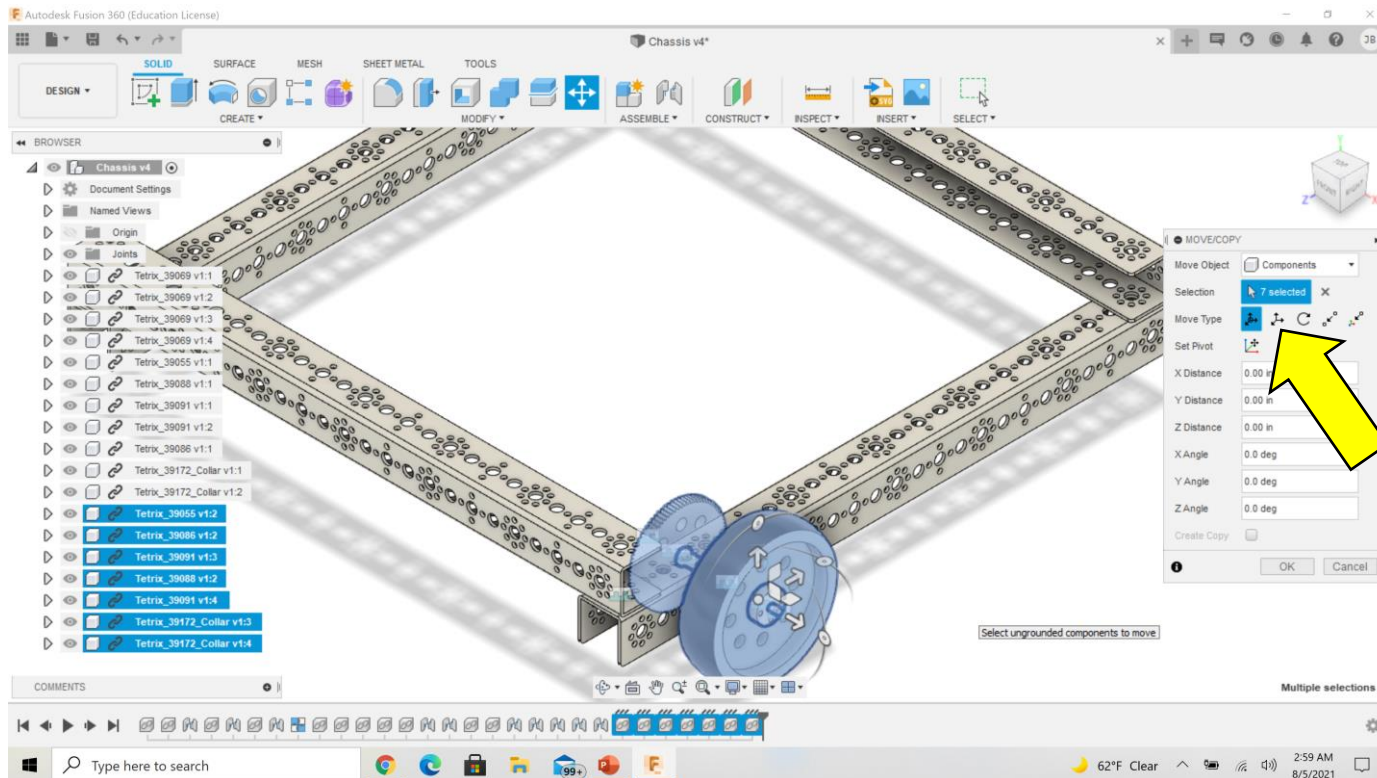 Autodesk Fusion 360 (Education License)
Chassis v4*
JB
SOLID SURFACE MESH SHEET METAL TOOLS
DESIGN
CREATE MODIFY ASSEMBLE CONSTRUCT INSPECT INSERT SELECT
BROWSER
Chassis v4
Document Settings
Named Views
Origin
Joints
Tetrix_39069 v1:1
Tetrix_39069 v1:2
Tetrix_39069 v1:3
Tetrix_39069 v1:4
Tetrix_39055 v1:1
Tetrix_39088 v1:1
Tetrix_39091 v1:1
Tetrix_39091 v1:2
Tetrix_39086 v1:1
Tetrix_39172_Collar v1:1
Tetrix_39172_Collar v1:2
Tetrix_39055 v1:2
Tetrix_39086 v1:2
Tetrix_39091 v1:3
Tetrix_39088 v1:2
Tetrix_39091 v1:4
Tetrix_39172_Collar v1:3
Tetrix_39172_Collar v1:4
COMMENTS
TOP
FRONT
RIGHT
Y
Z
X
MOVE/COPY
Move Object Components
Selection 7 selected
Move Type
Set Pivot
X Distance 0.00 in
Y Distance 0.00 in
Z Distance 0.00 in
X Angle 0.0 deg
Y Angle 0.0 deg
Z Angle 0.0 deg
Create Copy
OK Cancel
Select ungrounded components to move
Multiple selections
Type here to search
99+
62°F Clear
2:59 AM
8/5/2021